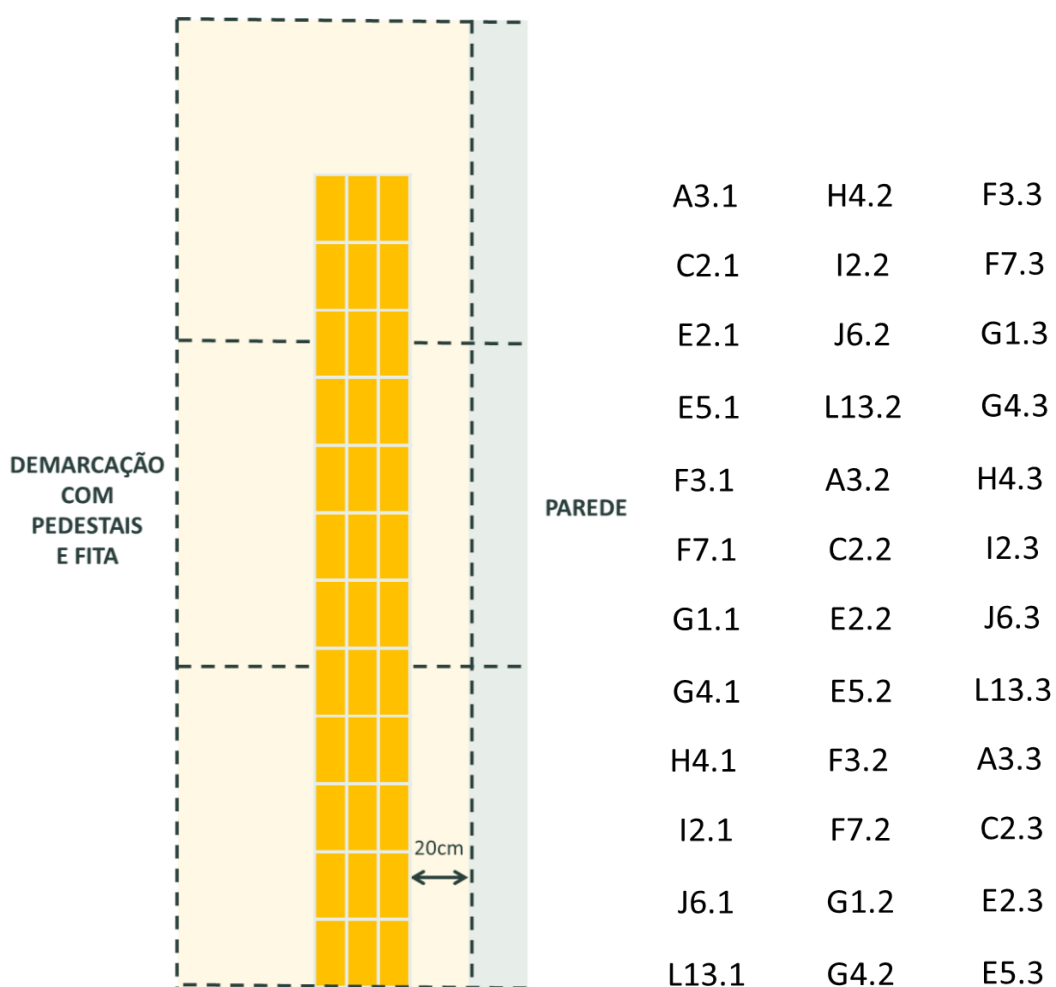 DEMARCAÇÃO
COM
PEDESTAIS
E FITA
PAREDE
20cm
A3.1 H4.2 F3.3
C2.1 I2.2 F7.3
E2.1 J6.2 G1.3
E5.1 L13.2 G4.3
F3.1 A3.2 H4.3
F7.1 C2.2 I2.3
G1.1 E2.2 J6.3
G4.1 E5.2 L13.3
H4.1 F3.2 A3.3
I2.1 F7.2 C2.3
J6.1 G1.2 E2.3
L13.1 G4.2 E5.3